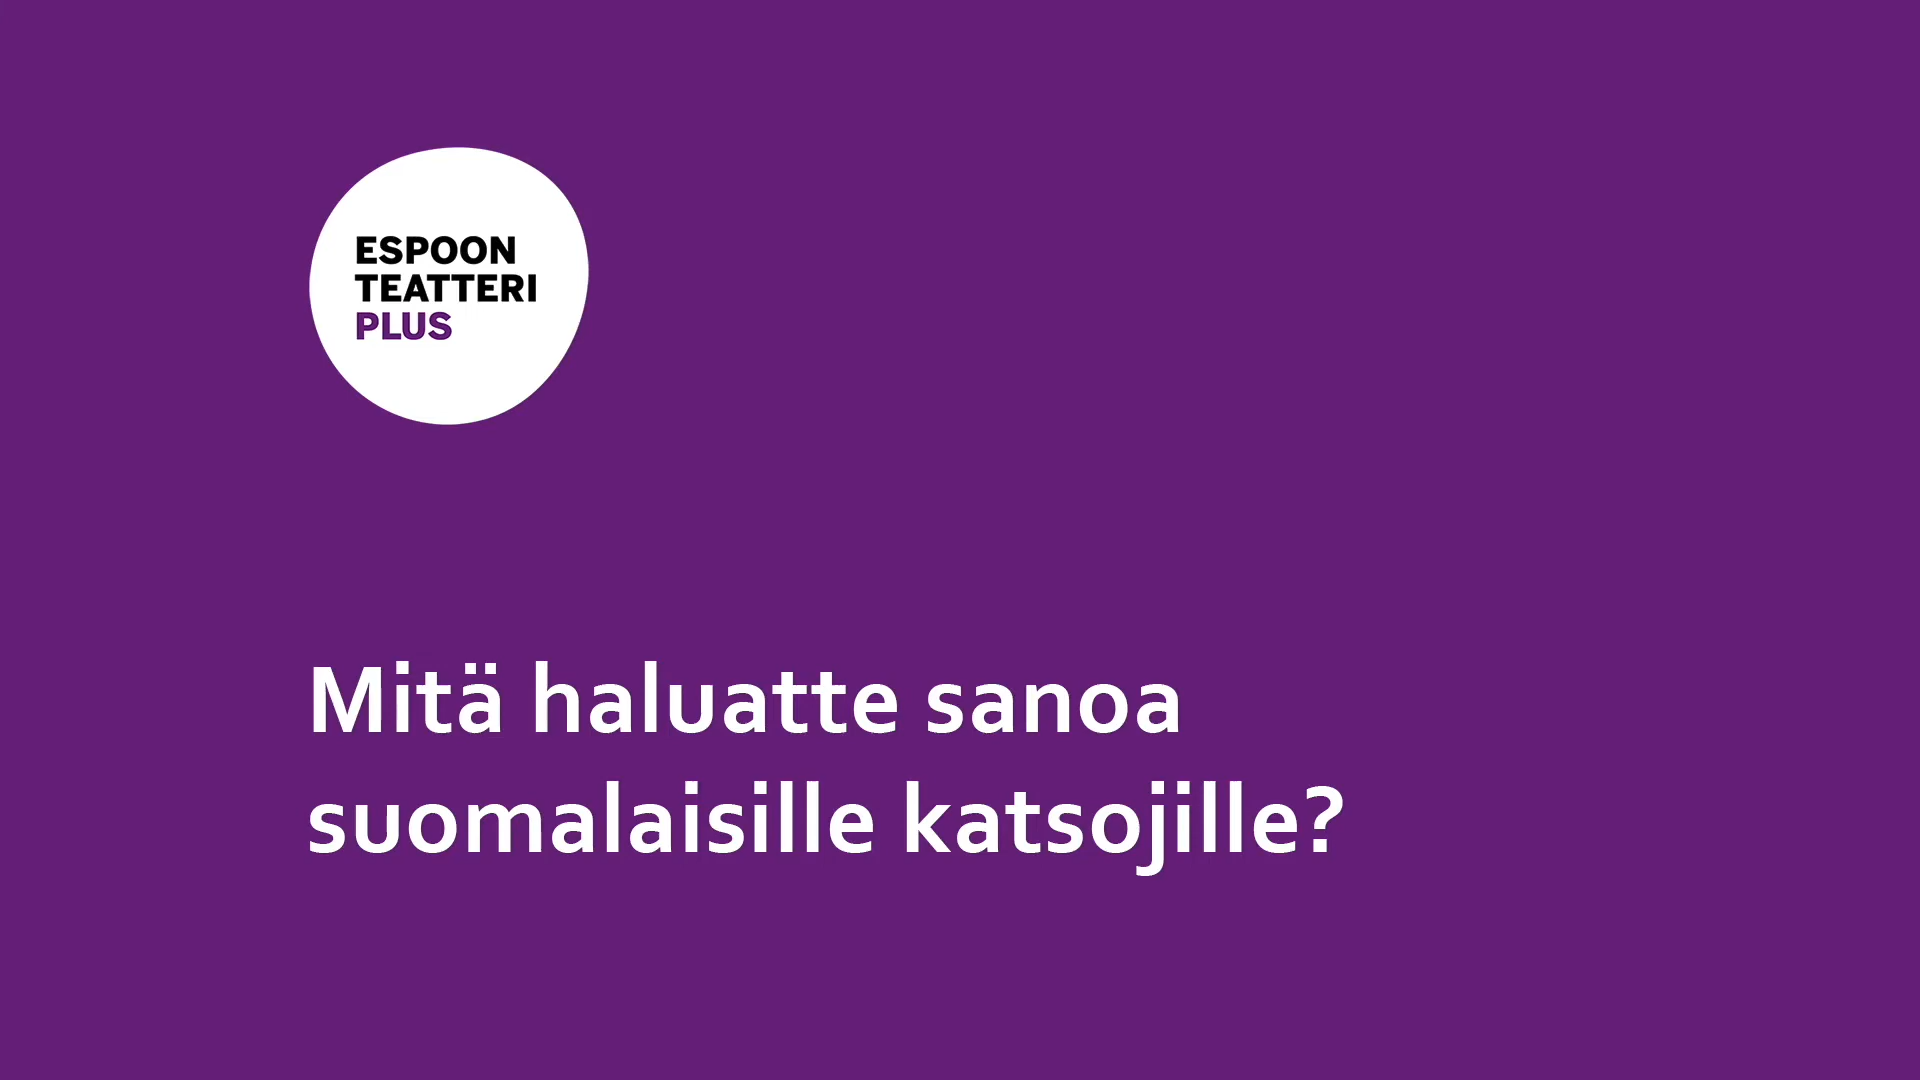 ESPOON
TEATTERI
PLUS
Mitä haluatte sanoa
suomalaisille katsojille?